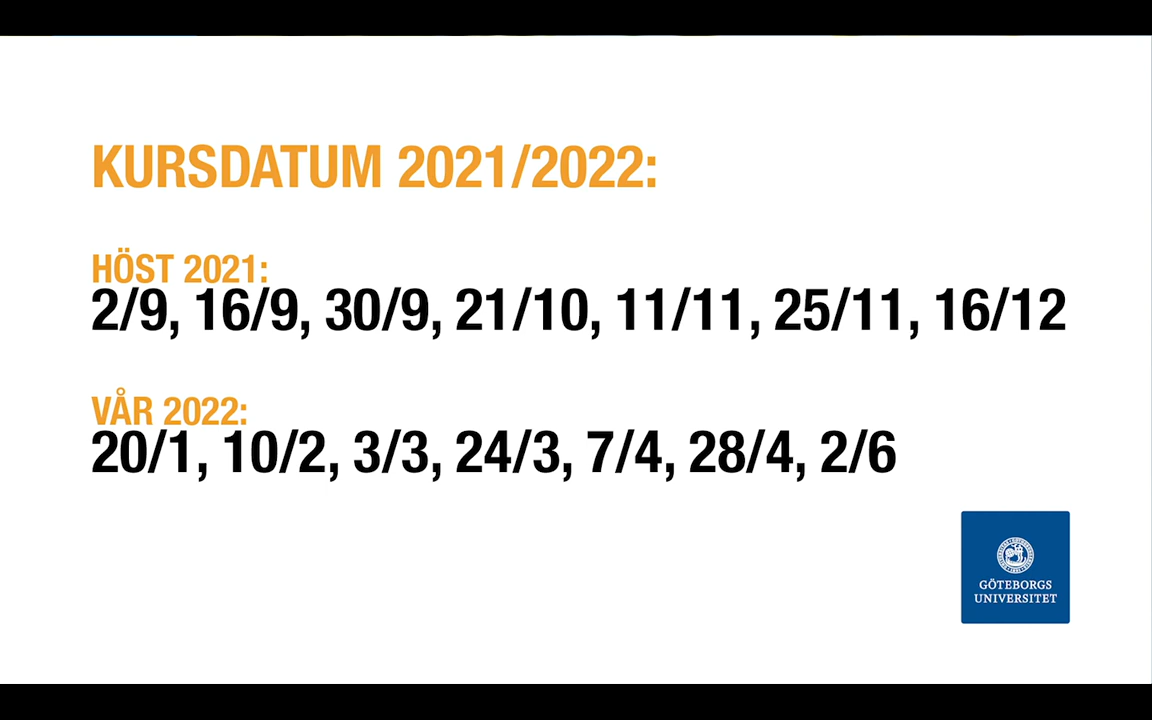 KURSDATUM 2021/2022:
HÖST 2021:
2/9, 16/9, 30/9, 21/10, 11/11, 25/11, 16/12
VÅR 2022:
20/1, 10/2, 3/3, 24/3, 7/4, 28/4, 2/6
GÖTEBORGS
UNIVERSITET